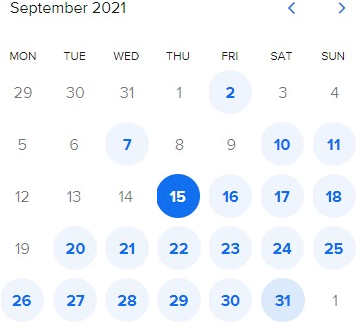 September 2021
MON TUE WED THU FRI SAT SUN
29 30 31 1 2 3 4
5 6 7 8 9 10 11
12 13 14 15 16 17 18
19 20 21 22 23 24 25
26 27 28 29 30 31 1